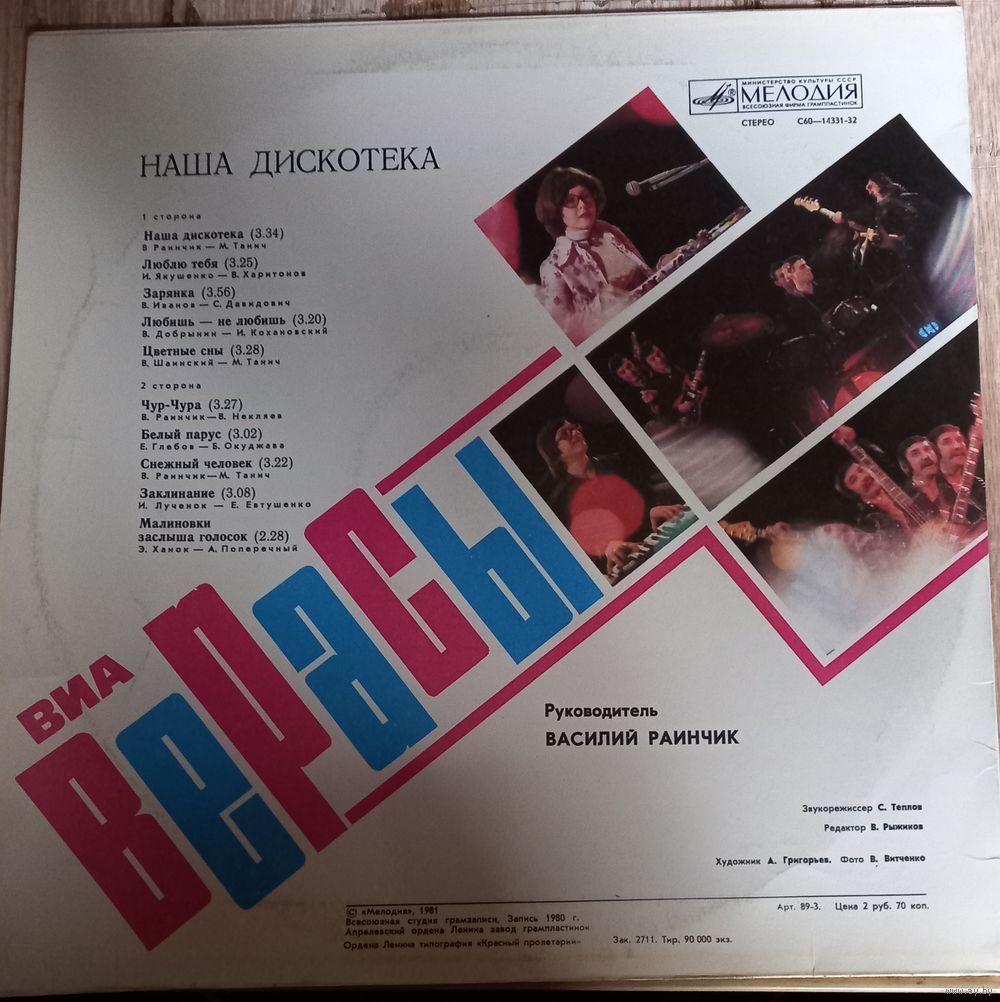 МИНИСТЕРСТВО КУЛЬТУРЫ СССР
МЕЛОДИЯ
ВСЕСОЮЗНАЯ ФИРМА ГРАМПЛАСТИНОК
СТЕРЕО С60—14331-32
НАША ДИСКОТЕКА
1 сторона
Наша дискотека (3.34)
В Раинчик — М. Танич
Люблю тебя (3.25)
И. Якушенко — В. Харитонов
Зарянка (3.56)
В. Иванов — С. Давидович
Любишь — не любишь (3.20)
В. Добрынин — И. Кохановский
Цветные сны (3.28)
В. Шаинский — М. Танич
2 сторона
Чур-Чура (3.27)
В. Раинчик — В. Некляев
Белый парус (3.02)
Е. Глебов — Б. Окуджава
Снежный человек (3.22)
В. Раинчик — М. Танич
Заклинание (3.08)
И. Лученок — Е. Евтушенко
Малиновки
заслыша голосок (2.28)
Э. Ханок — А. Поперечный
ВИА
Верасы
Руководитель
ВАСИЛИЙ РАИНЧИК
Звукорежиссер С. Теплов
Редактор В. Рыжиков
Художник А. Григорьев. Фото В. Витченко
© «Мелодия», 1981
Всесоюзная студия грамзаписи, Запись 1980 г.
Апрелевский ордена Ленина завод грампластинок
Ордена Ленина типография «Красный пролетарий» Зак. 2711. Тир. 90 000 экз.
Арт. 89-3. Цена 2 руб. 70 коп.
www.ay.by